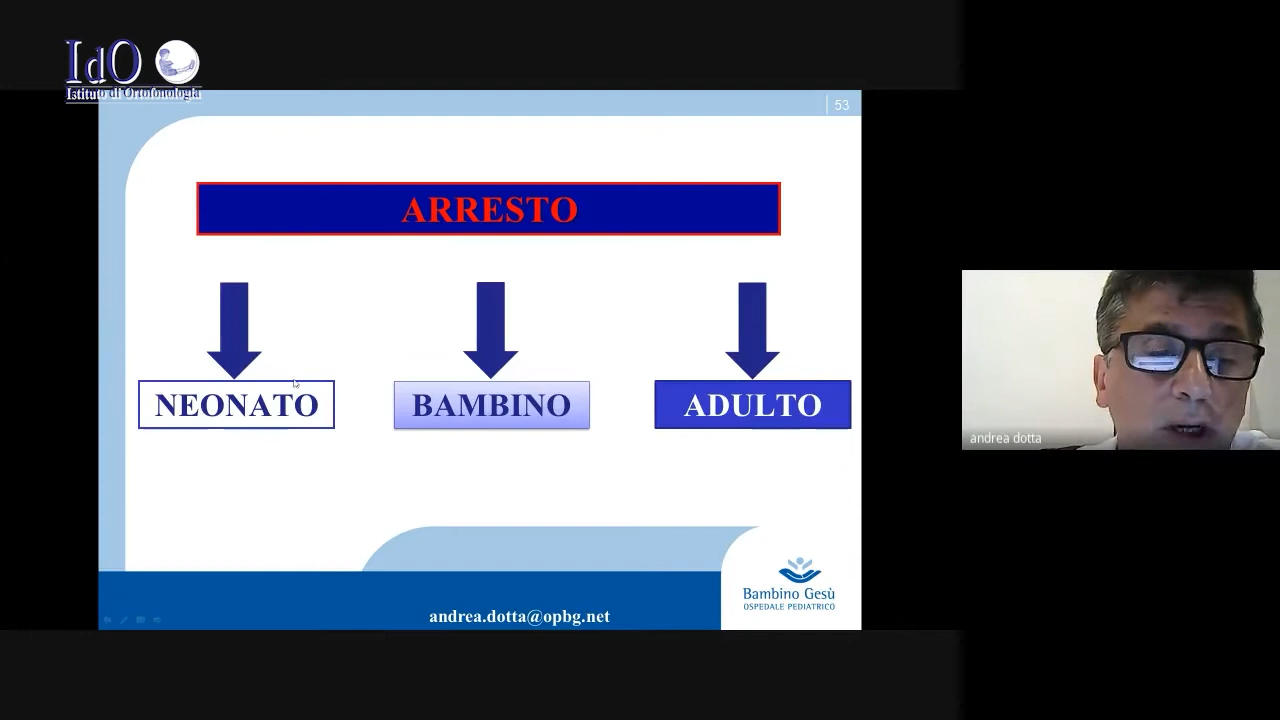 IdO
Istituto di Ortofonologia
53
ARRESTO
NEONATO
BAMBINO
ADULTO
andrea dotta
Bambino Gesù
OSPEDALE PEDIATRICO
andrea.dotta@opbg.net